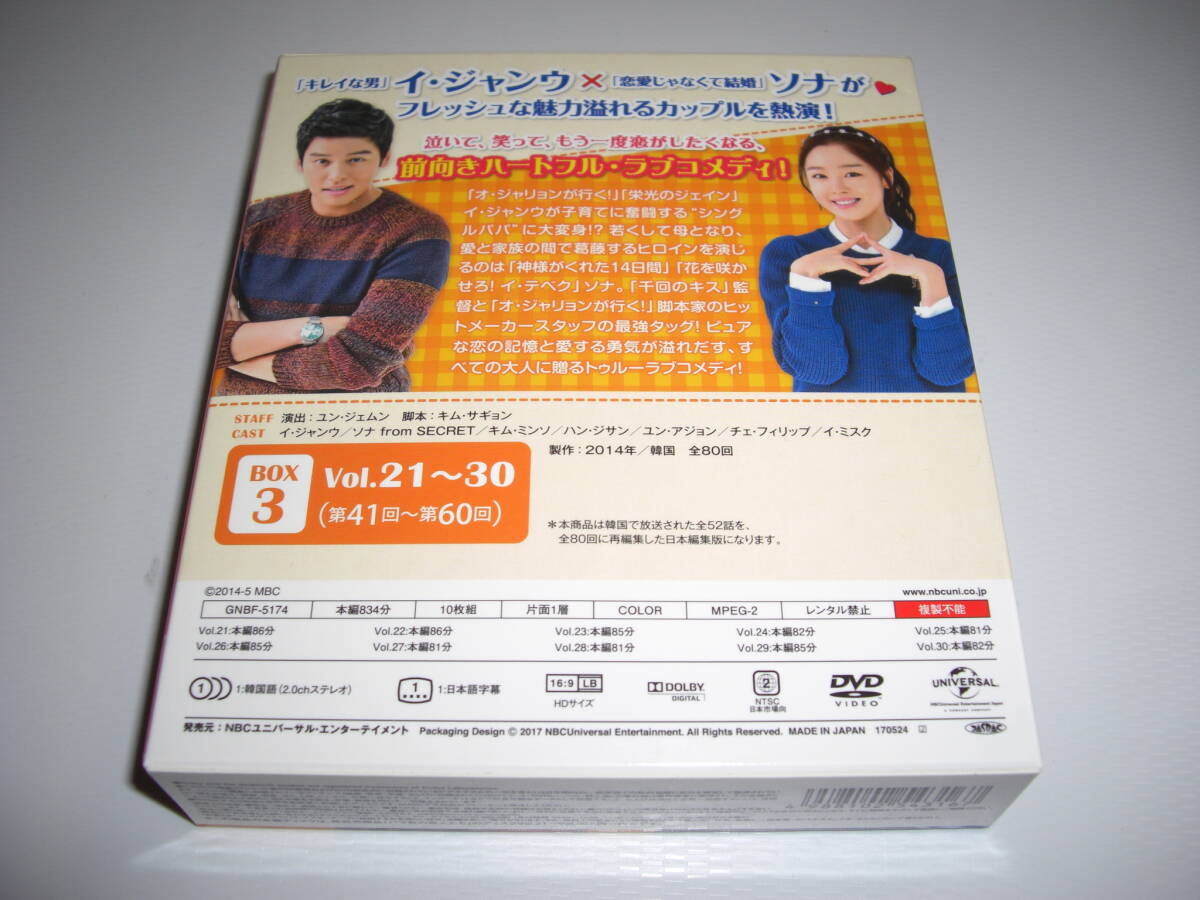 「キレイな男」イ・ジャンウ×「恋愛じゃなくて結婚」ソナが
フレッシュな魅力溢れるカップルを熱演!
泣いて、笑って、もう一度恋がしたくなる、
前向きハートフル・ラブコメディ!
「オ・ジャリョンが行く!」「栄光のジェイン」
イ・ジャンウが子育てに奮闘する“シング
ルパパ”に大変身!? 若くして母となり、
愛と家族の間で葛藤するヒロインを演じ
るのは「神様がくれた14日間」「花を咲か
せろ!イ・テベク」ソナ。「千回のキス」監
督と「オ・ジャリョンが行く!」脚本家のヒッ
トメーカースタッフの最強タッグ!ピュア
な恋の記憶と愛する勇気が溢れだす、す
べての大人に贈るトゥルーラブコメディ!
STAFF 演出:ユン・ジェムン 脚本:キム・サギョン
CAST イ・ジャンウ/ソナ from SECRET/キム・ミンソ/ハン・ジサン/ユン・アジョン/チェ・フィリップ/イ・ミスク
製作:2014年/韓国 全80回
BOX
3
Vol.21~30
(第41回~第60回)
*本商品は韓国で放送された全52話を、
全80回に再編集した日本編集版になります。
©2014-5 MBC
www.nbcuni.co.jp
GNBF-5174 本編834分 10枚組 片面1層 COLOR MPEG-2 レンタル禁止 複製不能
Vol.21:本編86分 Vol.22:本編86分 Vol.23:本編85分 Vol.24:本編82分 Vol.25:本編81分
Vol.26:本編85分 Vol.27:本編81分 Vol.28:本編81分 Vol.29:本編85分 Vol.30:本編82分
1 1:韓国語(2.0chステレオ)
1 1:日本語字幕
16:9 LB
HDサイズ
DOLBY
DIGITAL
2
NTSC
日本市場向
DVD
VIDEO
UNIVERSAL
NBCUniversal Entertainment Japan
発売元:NBCユニバーサル・エンターテイメント Packaging Design © 2017 NBCUniversal Entertainment. All Rights Reserved. MADE IN JAPAN 170524